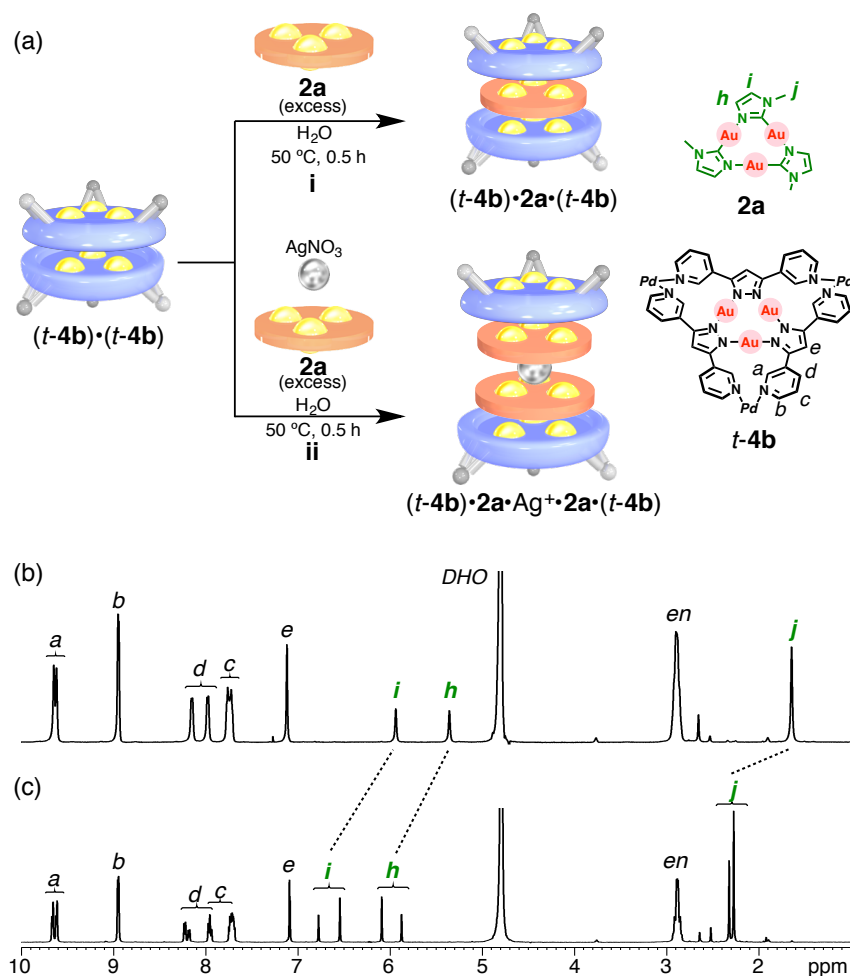 (a)
2a
(excess)
H2O
50 ºC, 0.5 h
i
(t-4b)•2a•(t-4b)
h
i
j
N
N
Au
Au
N
N
N
Au
N
2a
(t-4b)•(t-4b)
AgNO3
2a
(excess)
H2O
50 ºC, 0.5 h
ii
(t-4b)•2a•Ag+•2a•(t-4b)
Pd
N
N
N
N
N
N
Pd
Au
Au
N
N
Au
N
N
e
a
d
N
N
c
Pd
b
t-4b
(b)
a
b
d
c
e
i
h
DHO
en
j
(c)
a
b
d
c
e
i
h
en
j
10
9
8
7
6
5
4
3
2
ppm